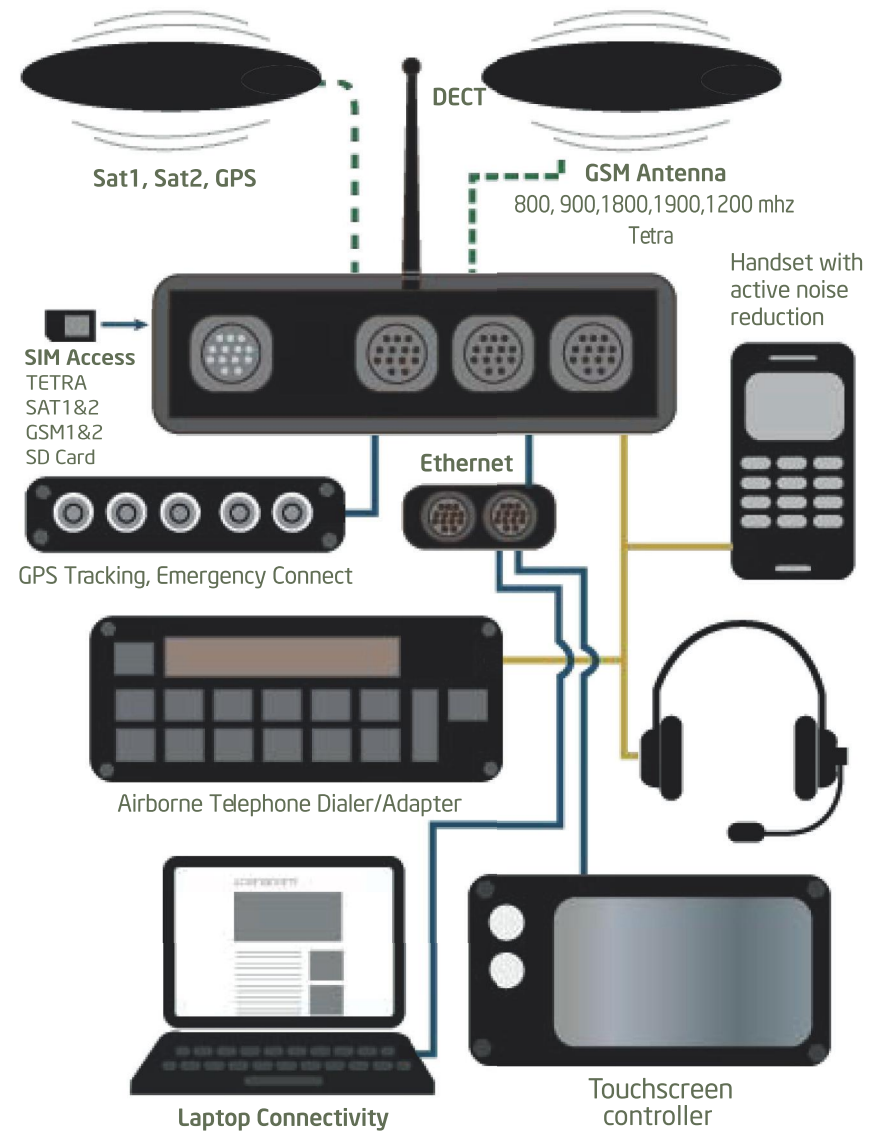 DECT
Sat1, Sat2, GPS
GSM Antenna
800, 900,1800,1900,1200 mhz
Tetra
Handset with
active noise
reduction
SIM Access
TETRA
SAT1&2
GSM1&2
SD Card
Ethernet
GPS Tracking, Emergency Connect
Airborne Telephone Dialer/Adapter
Laptop Connectivity
Touchscreen
controller